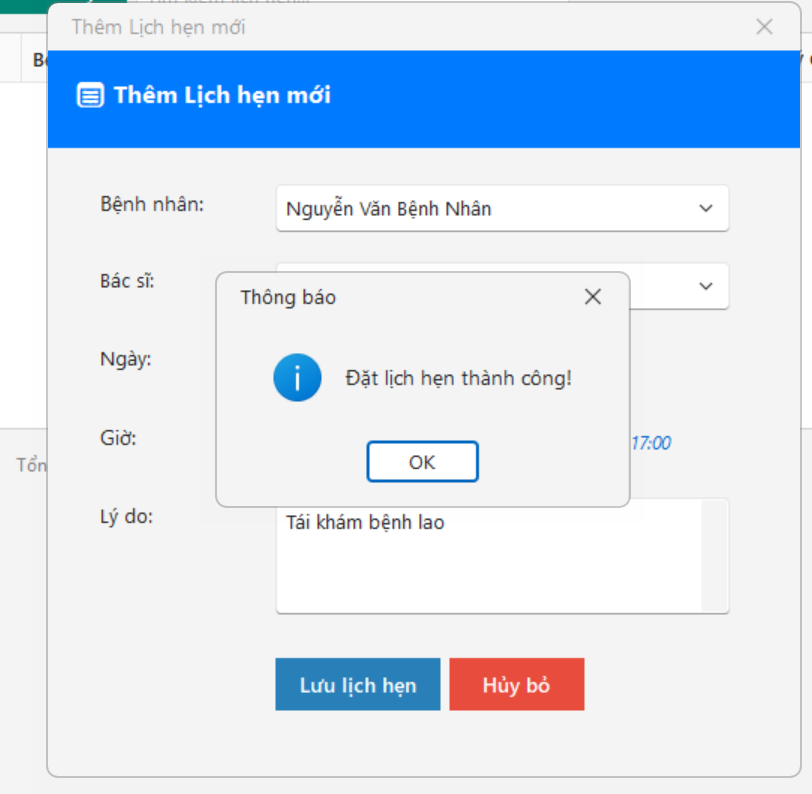 Thêm Lịch hẹn mới
Thêm Lịch hẹn mới
Bệnh nhân:
Nguyễn Văn Bệnh Nhân
Bác sĩ:
Thông báo
Ngày:
Đặt lịch hẹn thành công!
Giờ:
17:00
OK
Lý do:
Tái khám bệnh lao
Lưu lịch hẹn
Hủy bỏ